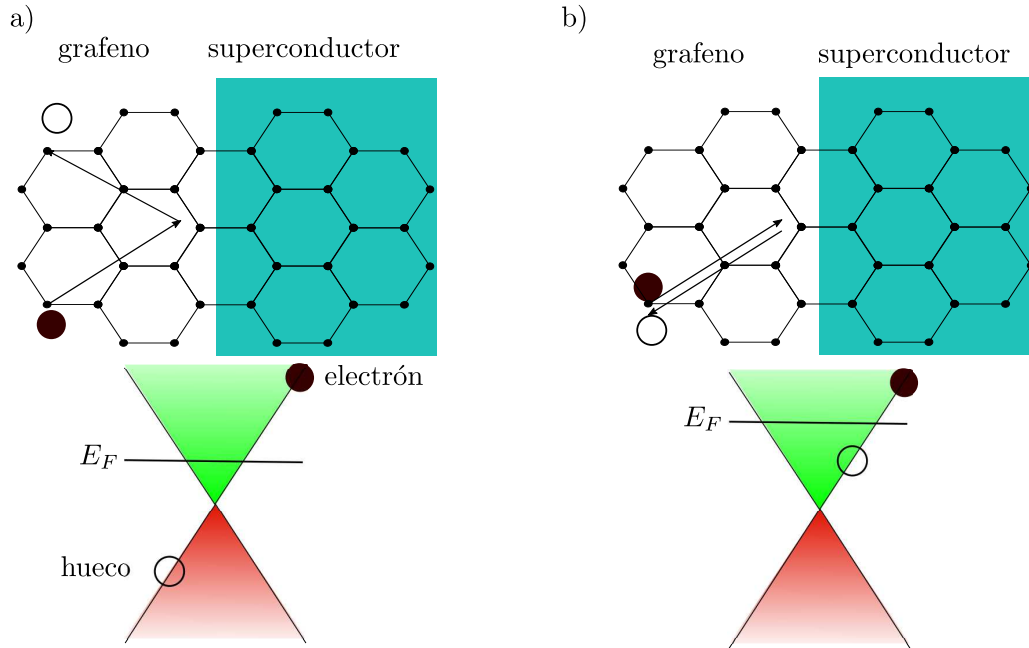 a)
grafeno superconductor
electrón
E_F
hueco
b)
grafeno superconductor
E_F